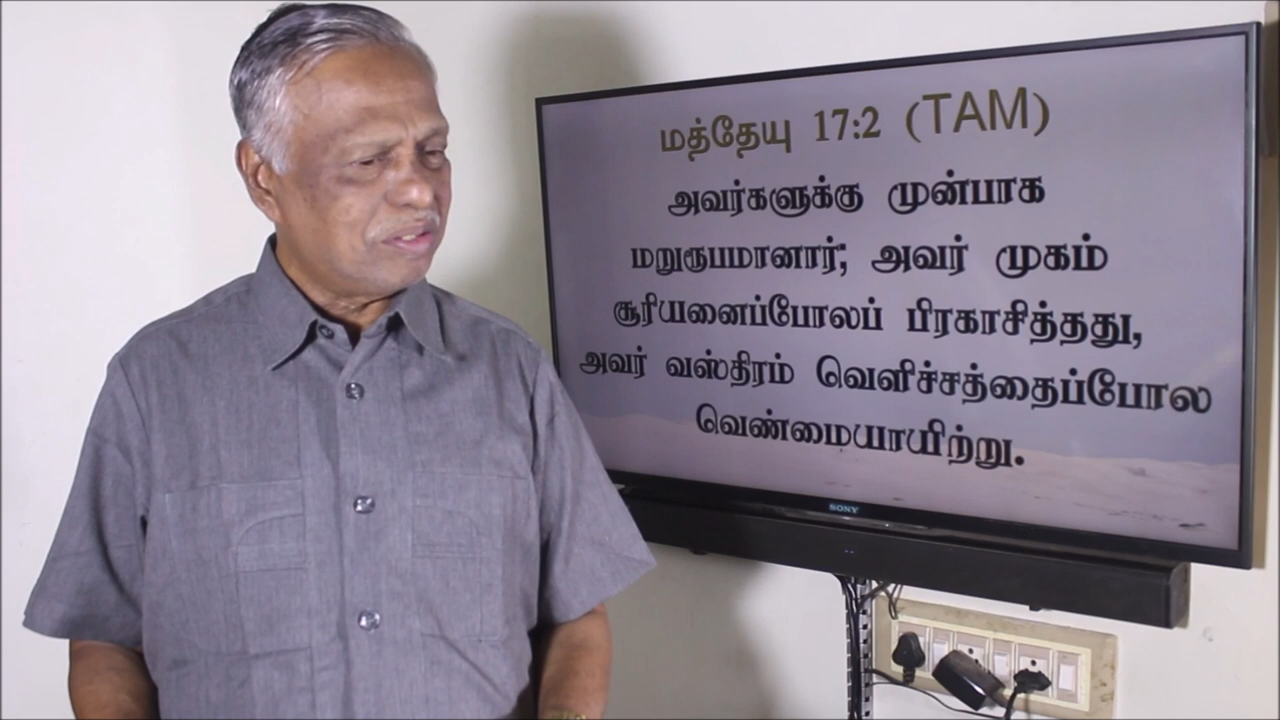 மத்தேயு 17:2 (TAM)
அவர்களுக்கு முன்பாக
மறுரூபமானார்; அவர் முகம்
சூரியனைப்போலப் பிரகாசித்தது,
அவர் வஸ்திரம் வெளிச்சத்தைப்போல
வெண்மையாயிற்று.
SONY